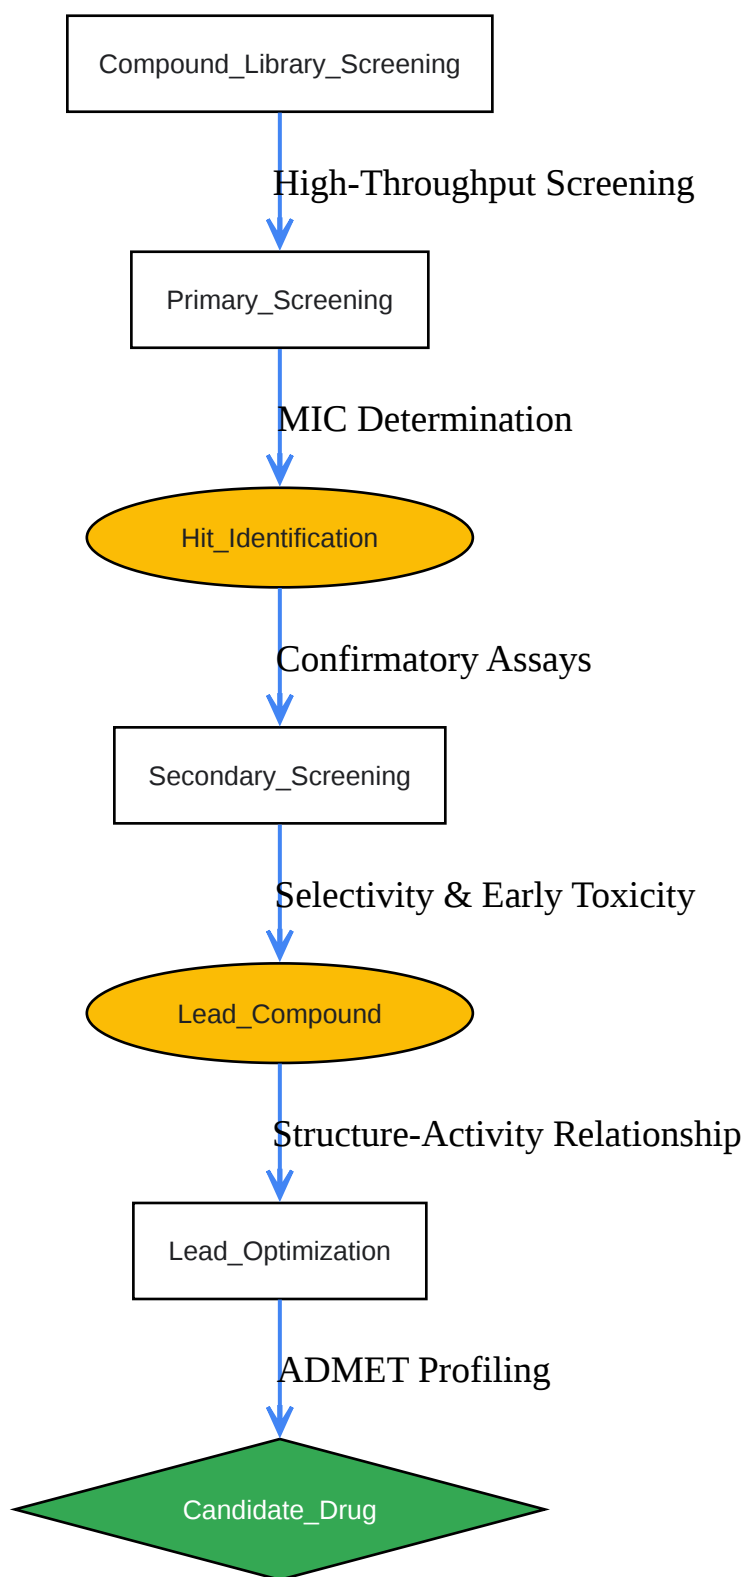 Compound_Library_Screening
High-Throughput Screening
Primary_Screening
MIC Determination
Hit_Identification
Confirmatory Assays
Secondary_Screening
Selectivity & Early Toxicity
Lead_Compound
Structure-Activity Relationship
Lead_Optimization
ADMET Profiling
Candidate_Drug